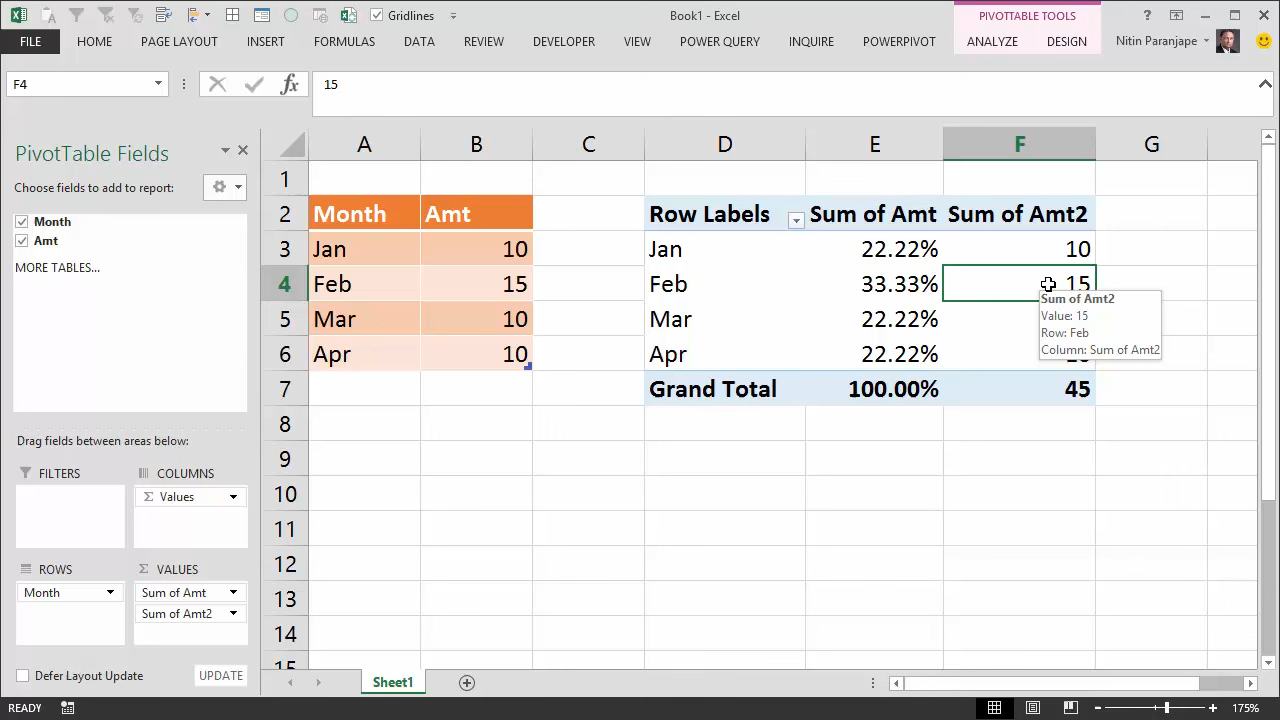 Gridlines
Book1 - Excel
PIVOTTABLE TOOLS
?
FILE HOME PAGE LAYOUT INSERT FORMULAS DATA REVIEW DEVELOPER VIEW POWER QUERY INQUIRE POWERPIVOT ANALYZE DESIGN
Nitin Paranjape
F4
fx
15
PivotTable Fields
Choose fields to add to report:
Month
Amt
MORE TABLES...
Drag fields between areas below:
FILTERS
COLUMNS
Σ Values
ROWS
Month
Σ VALUES
Sum of Amt
Sum of Amt2
Defer Layout Update
UPDATE
A B C D E F G
1
2 Month Amt Row Labels Sum of Amt Sum of Amt2
3 Jan 10 Jan 22.22% 10
4 Feb 15 Feb 33.33% 15
5 Mar 10 Mar 22.22%
6 Apr 10 Apr 22.22%
7 Grand Total 100.00% 45
Sum of Amt2
Value: 15
Row: Feb
Column: Sum of Amt2
8
9
10
11
12
13
14
15
Sheet1
READY
175%